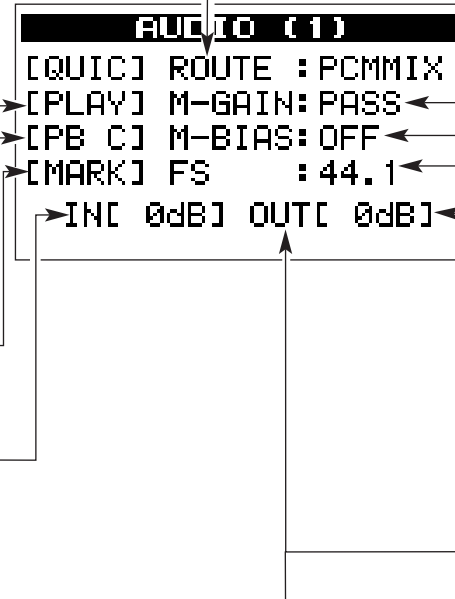 AUDIO (1)
[QUIC] ROUTE :PCMMIX
[PLAY] M-GAIN:PASS
[PB C] M-BIAS:OFF
[MARK] FS :44.1
IN[ 0dB] OUT[ 0dB]